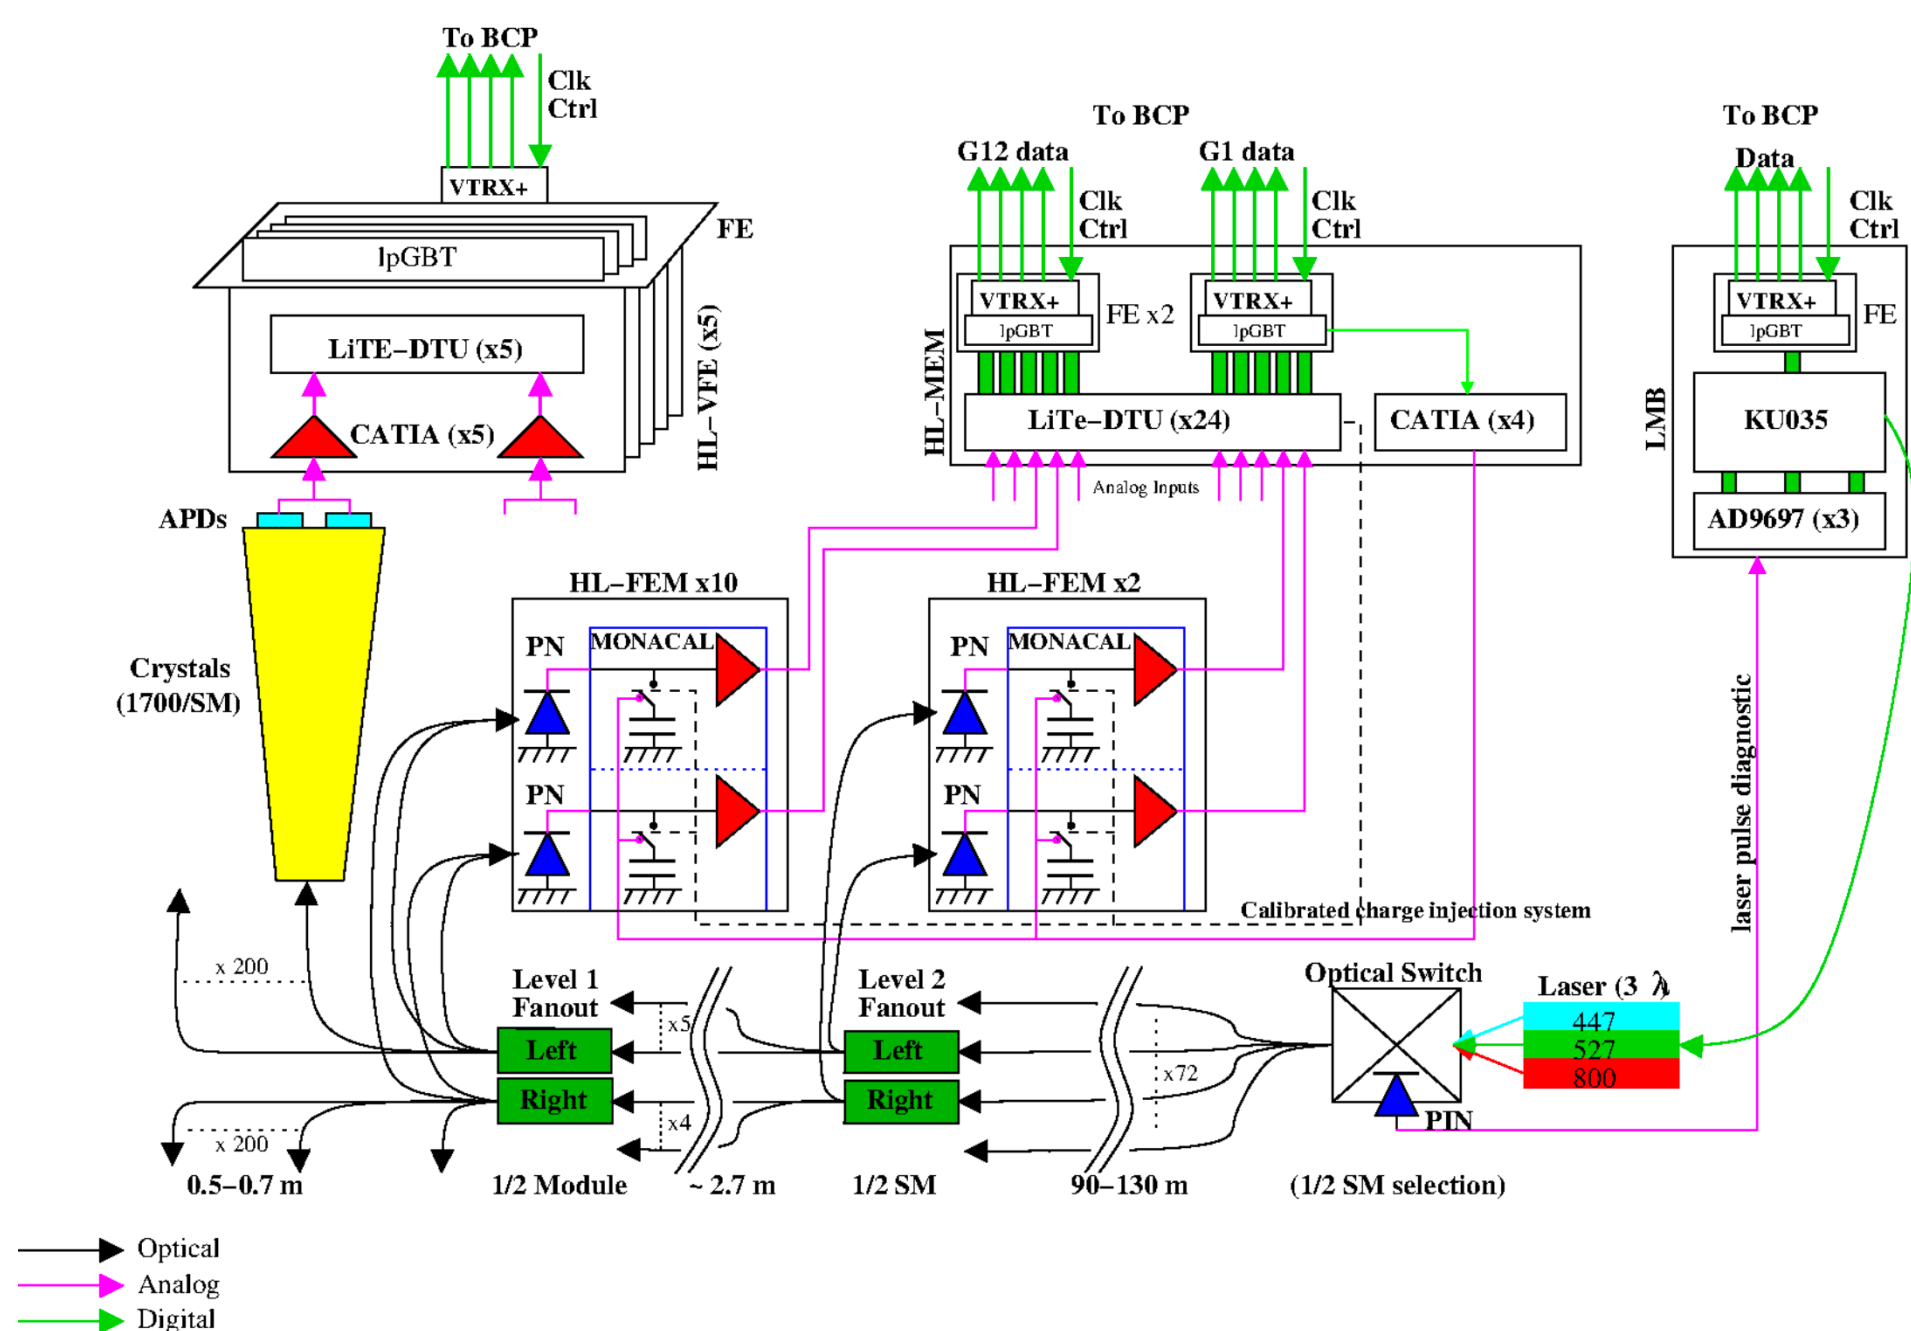 To BCP
Clk
Ctrl
VTRX+
FE
lpGBT
LiTE-DTU (x5)
CATIA (x5)
HL-VFE (x5)
APDs
Crystals
(1700/SM)
To BCP
G12 data
G1 data
Clk
Ctrl
Clk
Ctrl
VTRX+
lpGBT
FE x2
VTRX+
lpGBT
HL-MEM
LiTe-DTU (x24)
CATIA (x4)
Analog Inputs
To BCP
Data
Clk
Ctrl
VTRX+
lpGBT
FE
LMB
KU035
AD9697 (x3)
HL-FEM x10
PN
MONACAL
PN
HL-FEM x2
PN
MONACAL
PN
Calibrated charge injection system
laser pulse diagnostic
x 200
x 200
Level 1
Fanout
Left
Right
x5
x4
Level 2
Fanout
Left
Right
x72
Optical Switch
PIN
Laser (3 λ)
447
527
800
0.5-0.7 m
1/2 Module
~ 2.7 m
1/2 SM
90-130 m
(1/2 SM selection)
Optical
Analog
Digital